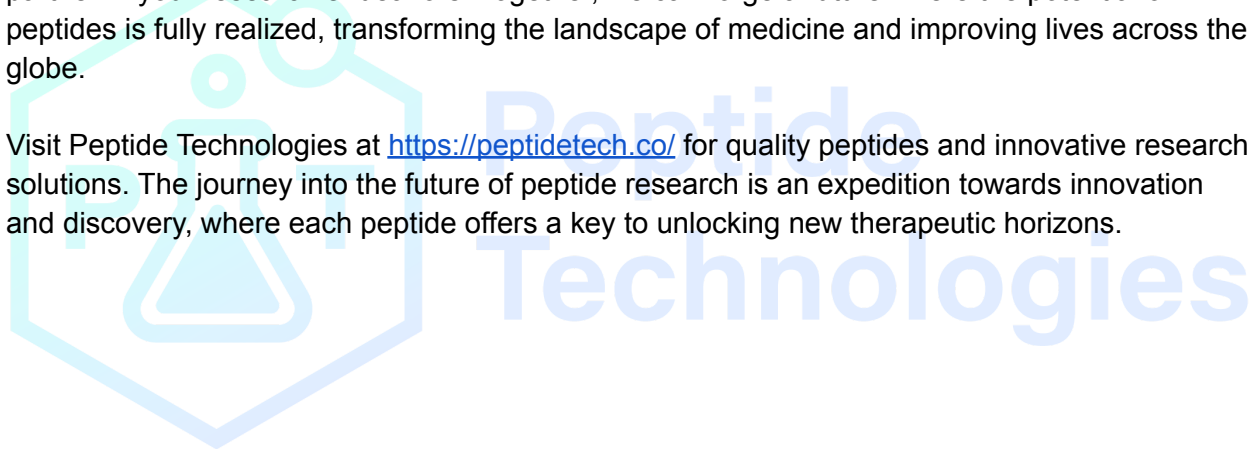 peptides is fully realized, transforming the landscape of medicine and improving lives across the
globe.
Visit Peptide Technologies at https://peptidetech.co/ for quality peptides and innovative research
solutions. The journey into the future of peptide research is an expedition towards innovation
and discovery, where each peptide offers a key to unlocking new therapeutic horizons.
P T
Peptide
Technologies